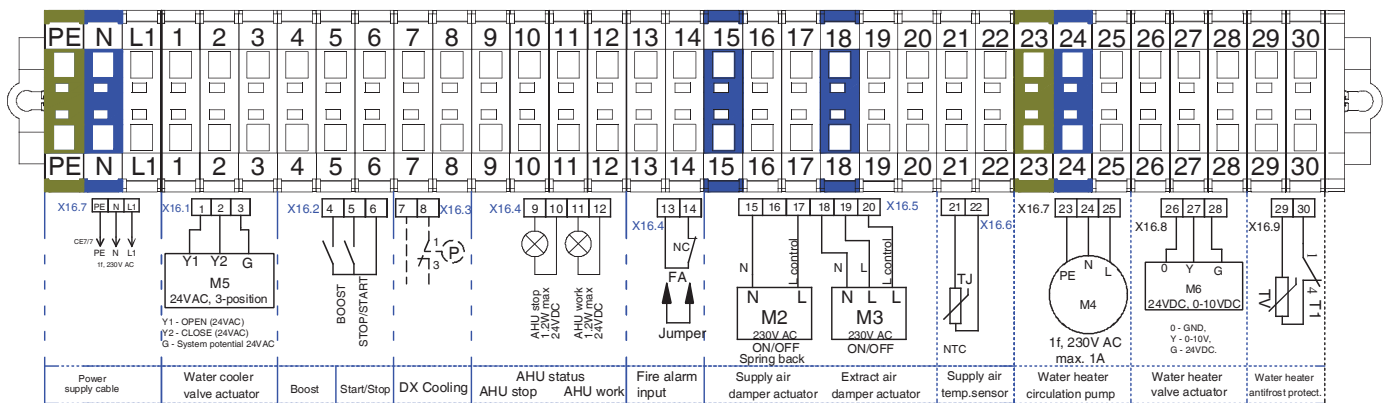 PE N L1 1 2 3 4 5 6 7 8 9 10 11 12 13 14 15 16 17 18 19 20 21 22 23 24 25 26 27 28 29 30
PE N L1 1 2 3 4 5 6 7 8 9 10 11 12 13 14 15 16 17 18 19 20 21 22 23 24 25 26 27 28 29 30
X16.7 PE N L1
CE7/7
PE N L1
1f, 230V AC
Power
supply cable
X16.1 1 2 3
Y1 Y2 G
M5
24VAC, 3-position
Y1 - OPEN (24VAC)
Y2 - CLOSE (24VAC)
G - System potential 24VAC
Water cooler
valve actuator
X16.2 4 5 6
BOOST
STOP/START
Boost
Start/Stop
7 8 X16.3
1
P
3
DX Cooling
X16.4 9 10 11 12
AHU stop
1.2W max
24VDC
AHU work
1.2W max
24VDC
AHU status
AHU stop AHU work
13 14
X16.4
NC
FA
Jumper
Fire alarm
input
15 16 17 18 19 20 X16.5
N L control N L L control
N L
M2
230V AC
ON/OFF
Spring back
N L L
M3
230V AC
ON/OFF
Supply air
damper actuator
Extract air
damper actuator
21 22
X16.6
TJ
NTC
Supply air
temp.sensor
X16.7 23 24 25
PE N L
M4
1f, 230V AC
max. 1A
Water heater
circulation pump
26 27 28
X16.8
0 Y G
M6
24VDC, 0-10VDC
0 - GND,
Y - 0-10V,
G - 24VDC.
Water heater
valve actuator
29 30
X16.9
1
TV
4
T1
Water heater
antifrost protect.